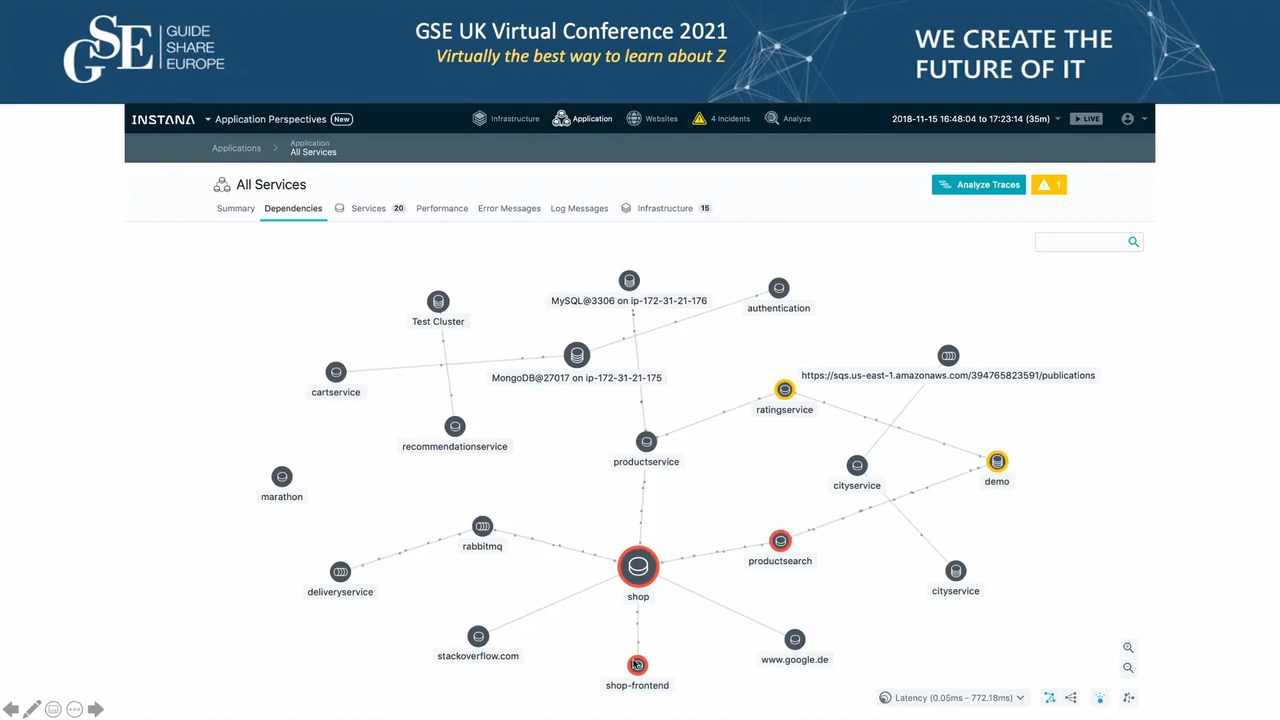 GSE
GUIDE
SHARE
EUROPE
GSE UK Virtual Conference 2021
Virtually the best way to learn about Z
WE CREATE THE
FUTURE OF IT
INSTANA
Application Perspectives
New
Infrastructure
Application
Websites
4 Incidents
Analyze
2018-11-15 16:48:04 to 17:23:14 (35m)
LIVE
Applications
Application
All Services
All Services
Analyze Traces
1
Summary
Dependencies
Services 20
Performance
Error Messages
Log Messages
Infrastructure 15
MySQL@3306 on ip-172-31-21-176
authentication
Test Cluster
MongoDB@27017 on ip-172-31-21-175
https://sqs.us-east-1.amazonaws.com/394765823591/publications
cartservice
ratingservice
recommendationservice
productservice
cityservice
demo
marathon
rabbitmq
productsearch
deliveryservice
shop
cityservice
stackoverflow.com
www.google.de
shop-frontend
Latency (0.05ms - 772.18ms)